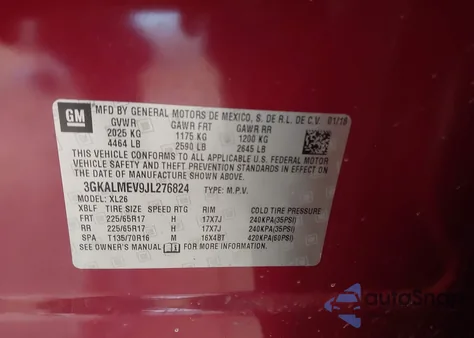 GM
MFD BY GENERAL MOTORS DE MEXICO, S. DE R.L. DE C.V. 01/18
GVWR GAWR FRT GAWR RR
2025 KG 1175 KG 1200 KG
4464 LB 2590 LB 2645 LB
THIS VEHICLE CONFORMS TO ALL APPLICABLE U.S. FEDERAL MOTOR
VEHICLE SAFETY AND THEFT PREVENTION STANDARDS IN EFFECT
ON THE DATE OF MANUFACTURE SHOWN ABOVE.
3GKALMEV9JL276824 TYPE: M.P.V.
MODEL: XL26
XBLF TIRE SIZE SPEED RTG RIM COLD TIRE PRESSURE
FRT 225/65R17 H 17X7J 240KPA(35PSI)
RR 225/65R17 H 17X7J 240KPA(35PSI)
SPA T135/70R16 M 16X4BT 420KPA(60PSI)
SEE OWNER'S MANUAL FOR MORE INFORMATION.
autoSna